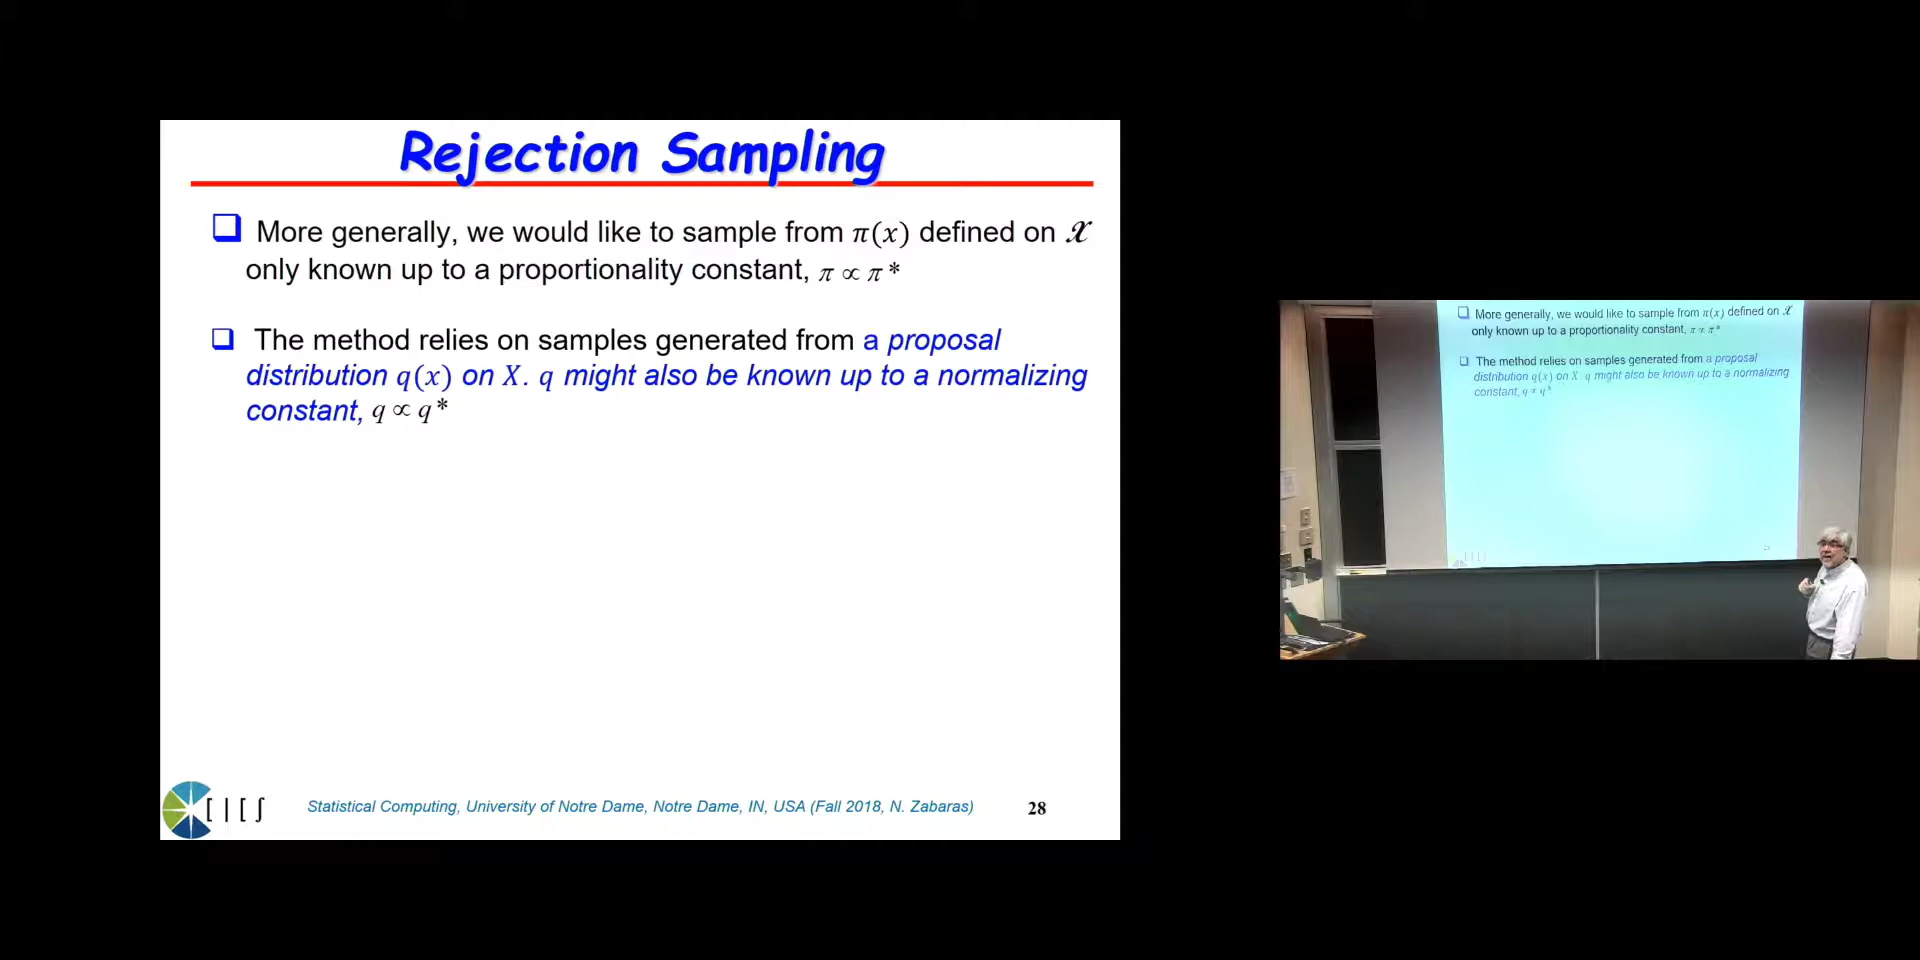 Rejection Sampling
❑ More generally, we would like to sample from π(x) defined on 𝒳
only known up to a proportionality constant, π ∝ π*
❑ The method relies on samples generated from a proposal
distribution q(x) on X. q might also be known up to a normalizing
constant, q ∝ q*
Statistical Computing, University of Notre Dame, Notre Dame, IN, USA (Fall 2018, N. Zabaras)
28
❑ More generally, we would like to sample from π(x) defined on 𝒳
only known up to a proportionality constant, π ∝ π*
❑ The method relies on samples generated from a proposal
distribution q(x) on X. q might also be known up to a normalizing
constant, q ∝ q*